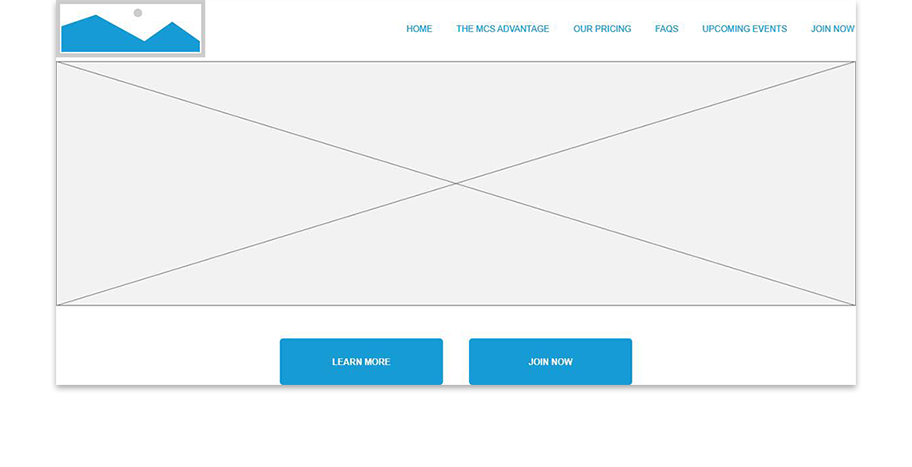 HOME THE MCS ADVANTAGE OUR PRICING FAQS UPCOMING EVENTS JOIN NOW
LEARN MORE JOIN NOW